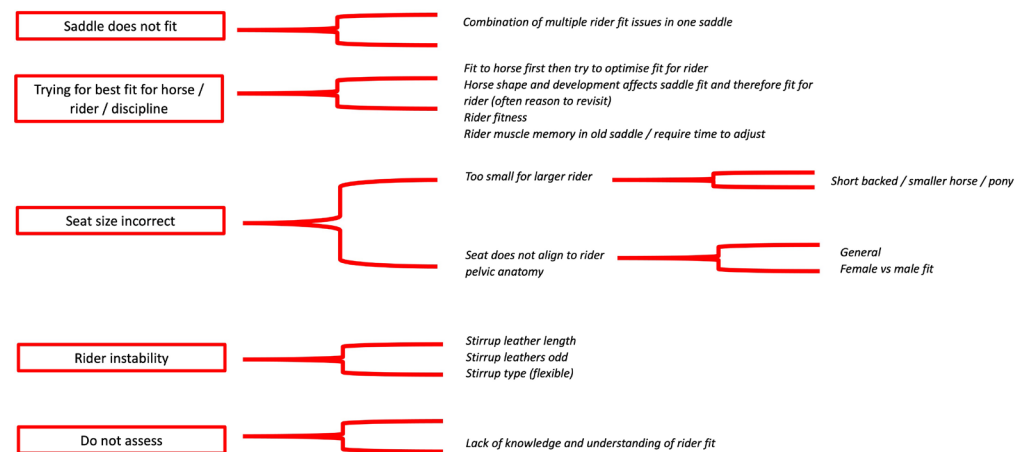 Saddle does not fit
Combination of multiple rider fit issues in one saddle
Trying for best fit for horse /
rider / discipline
Fit to horse first then try to optimise fit for rider
Horse shape and development affects saddle fit and therefore fit for
rider (often reason to revisit)
Rider fitness
Rider muscle memory in old saddle / require time to adjust
Seat size incorrect
Too small for larger rider
Short backed / smaller horse / pony
Seat does not align to rider
pelvic anatomy
General
Female vs male fit
Rider instability
Stirrup leather length
Stirrup leathers odd
Stirrup type (flexible)
Do not assess
Lack of knowledge and understanding of rider fit